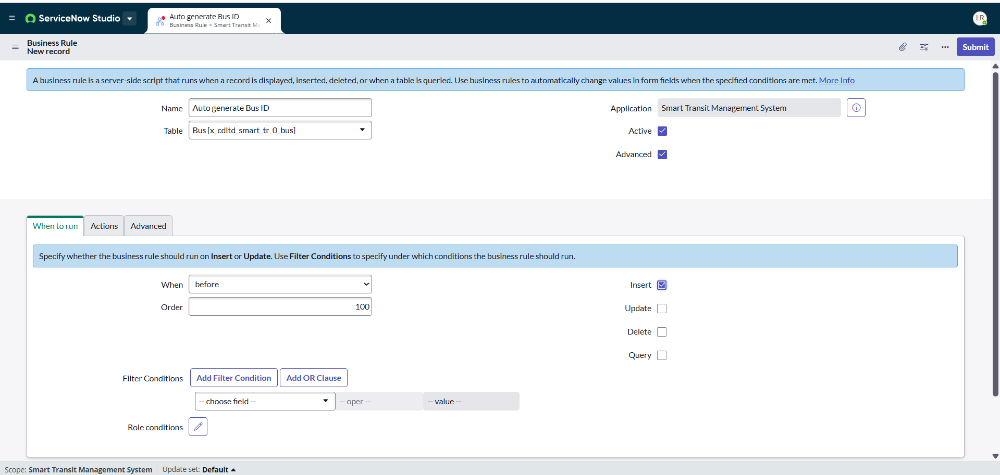 ServiceNow Studio
Auto generate Bus ID
Business Rule • Smart Transit Ma
LR
Business Rule
New record
Submit
A business rule is a server-side script that runs when a record is displayed, inserted, deleted, or when a table is queried. Use business rules to automatically change values in form fields when the specified conditions are met. More Info
Name Auto generate Bus ID
Application Smart Transit Management System
Table Bus [x_cdltd_smart_tr_0_bus]
Active
Advanced
When to run Actions Advanced
Specify whether the business rule should run on Insert or Update. Use Filter Conditions to specify under which conditions the business rule should run.
When before
Insert
Order 100
Update
Delete
Query
Filter Conditions Add Filter Condition Add OR Clause
-- choose field -- -- oper -- -- value --
Role conditions
Scope: Smart Transit Management System Update set: Default